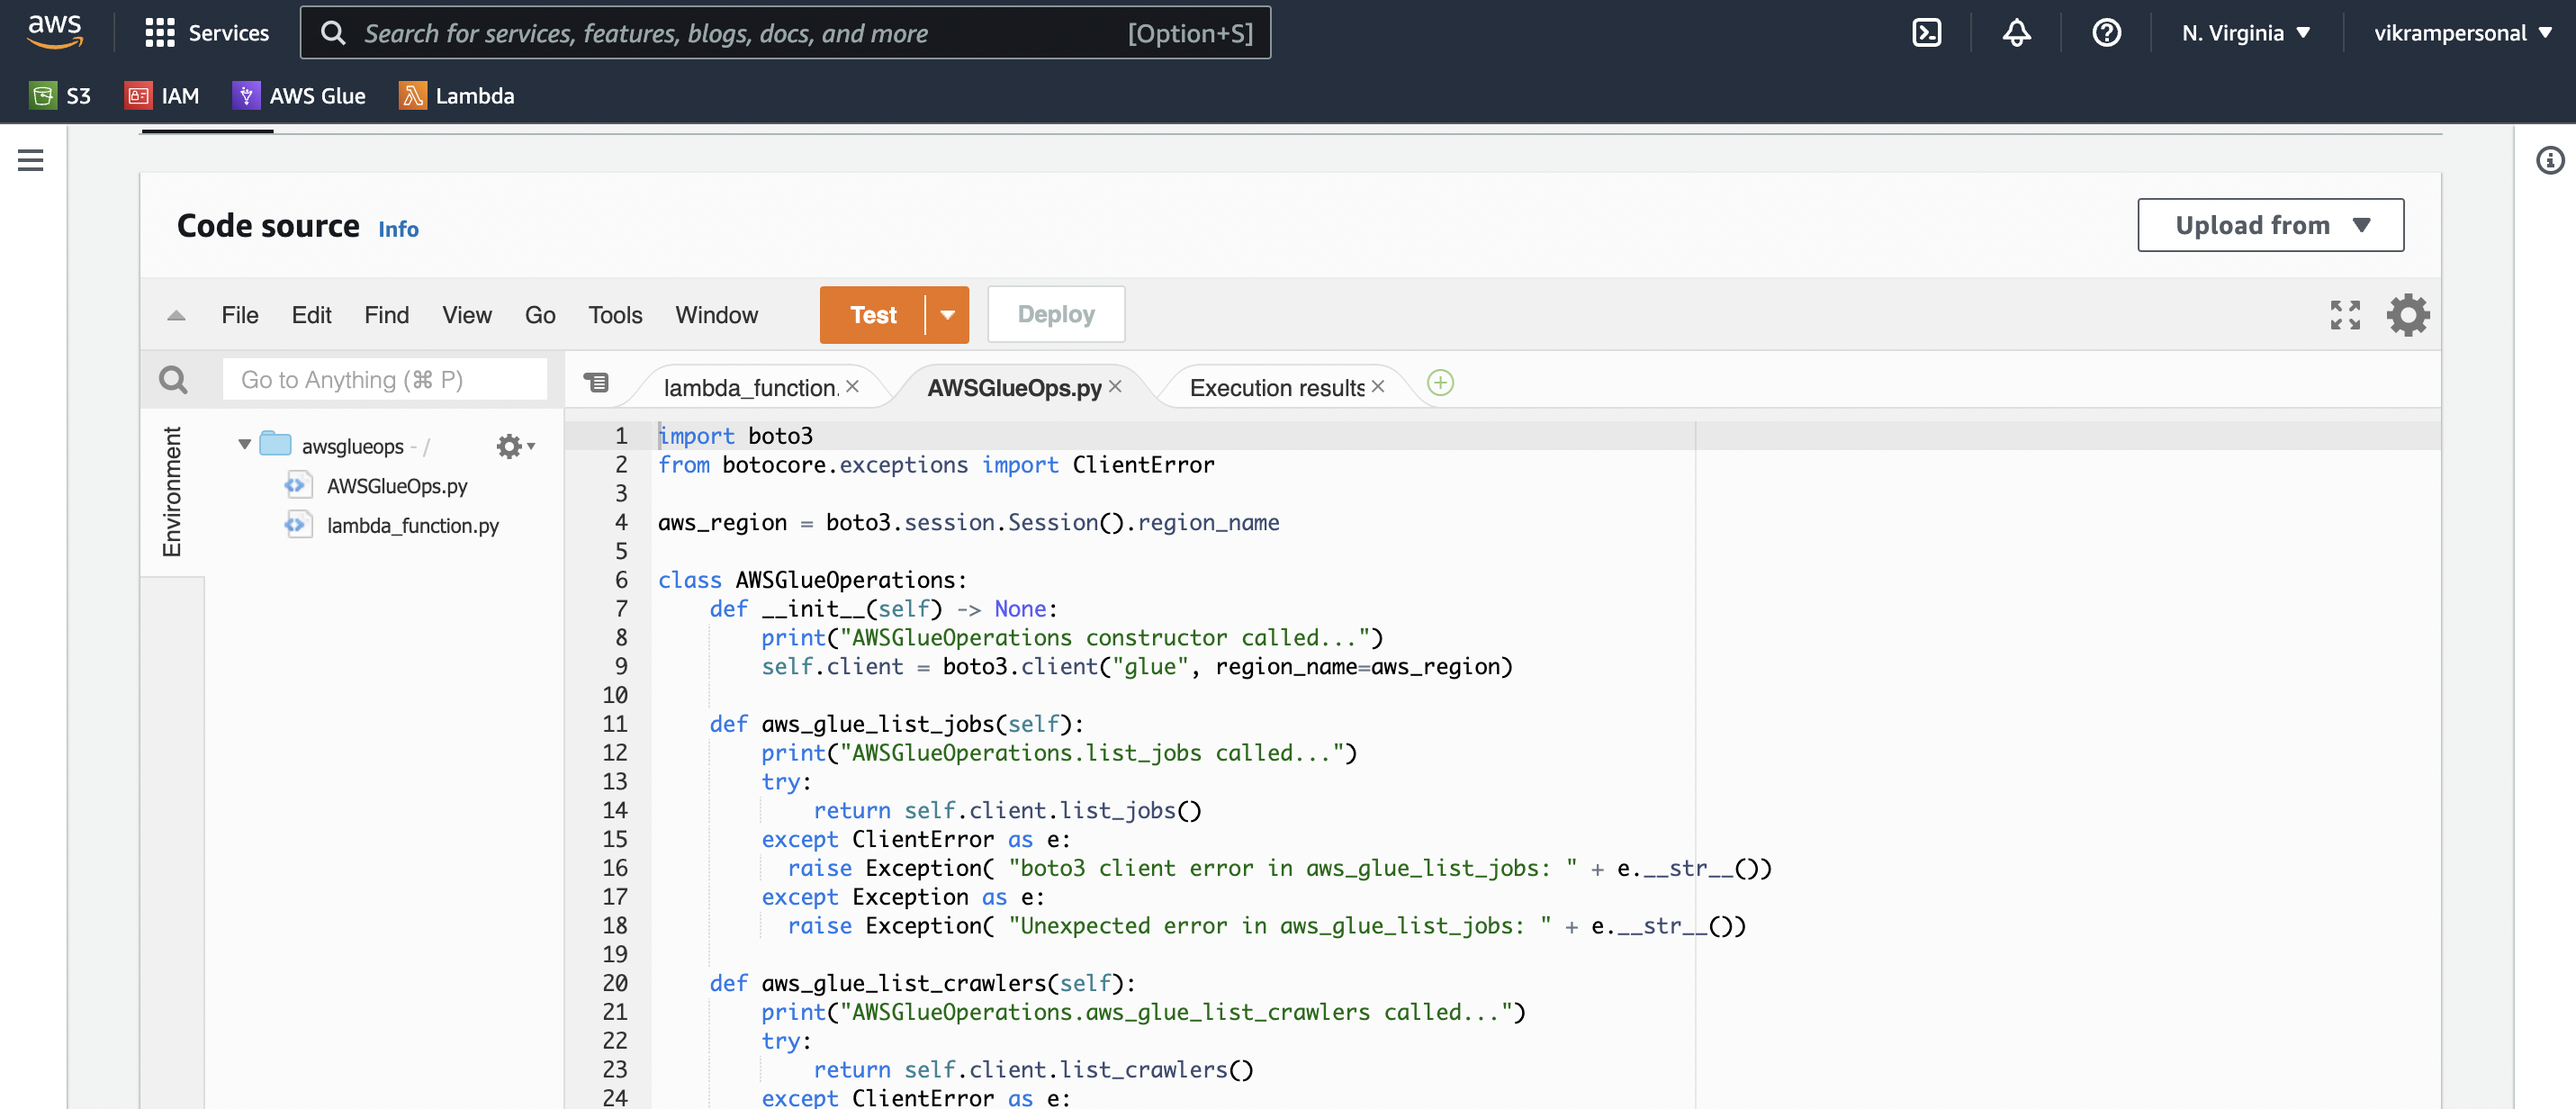 aws
Services
Search for services, features, blogs, docs, and more [Option+S]
N. Virginia ▼
vikrampersonal ▼
S3
IAM
AWS Glue
Lambda
Code source Info
Upload from ▼
File Edit Find View Go Tools Window
Test
Deploy
Go to Anything (⌘ P)
lambda_function. ×
AWSGlueOps.py ×
Execution results ×
Environment
awsglueops - /
AWSGlueOps.py
lambda_function.py
1 import boto3
2 from botocore.exceptions import ClientError
3
4 aws_region = boto3.session.Session().region_name
5
6 class AWSGlueOperations:
7     def __init__(self) -> None:
8         print("AWSGlueOperations constructor called...")
9         self.client = boto3.client("glue", region_name=aws_region)
10
11     def aws_glue_list_jobs(self):
12         print("AWSGlueOperations.list_jobs called...")
13         try:
14             return self.client.list_jobs()
15         except ClientError as e:
16           raise Exception( "boto3 client error in aws_glue_list_jobs: " + e.__str__())
17         except Exception as e:
18           raise Exception( "Unexpected error in aws_glue_list_jobs: " + e.__str__())
19
20     def aws_glue_list_crawlers(self):
21         print("AWSGlueOperations.aws_glue_list_crawlers called...")
22         try:
23             return self.client.list_crawlers()
24         except ClientError as e: